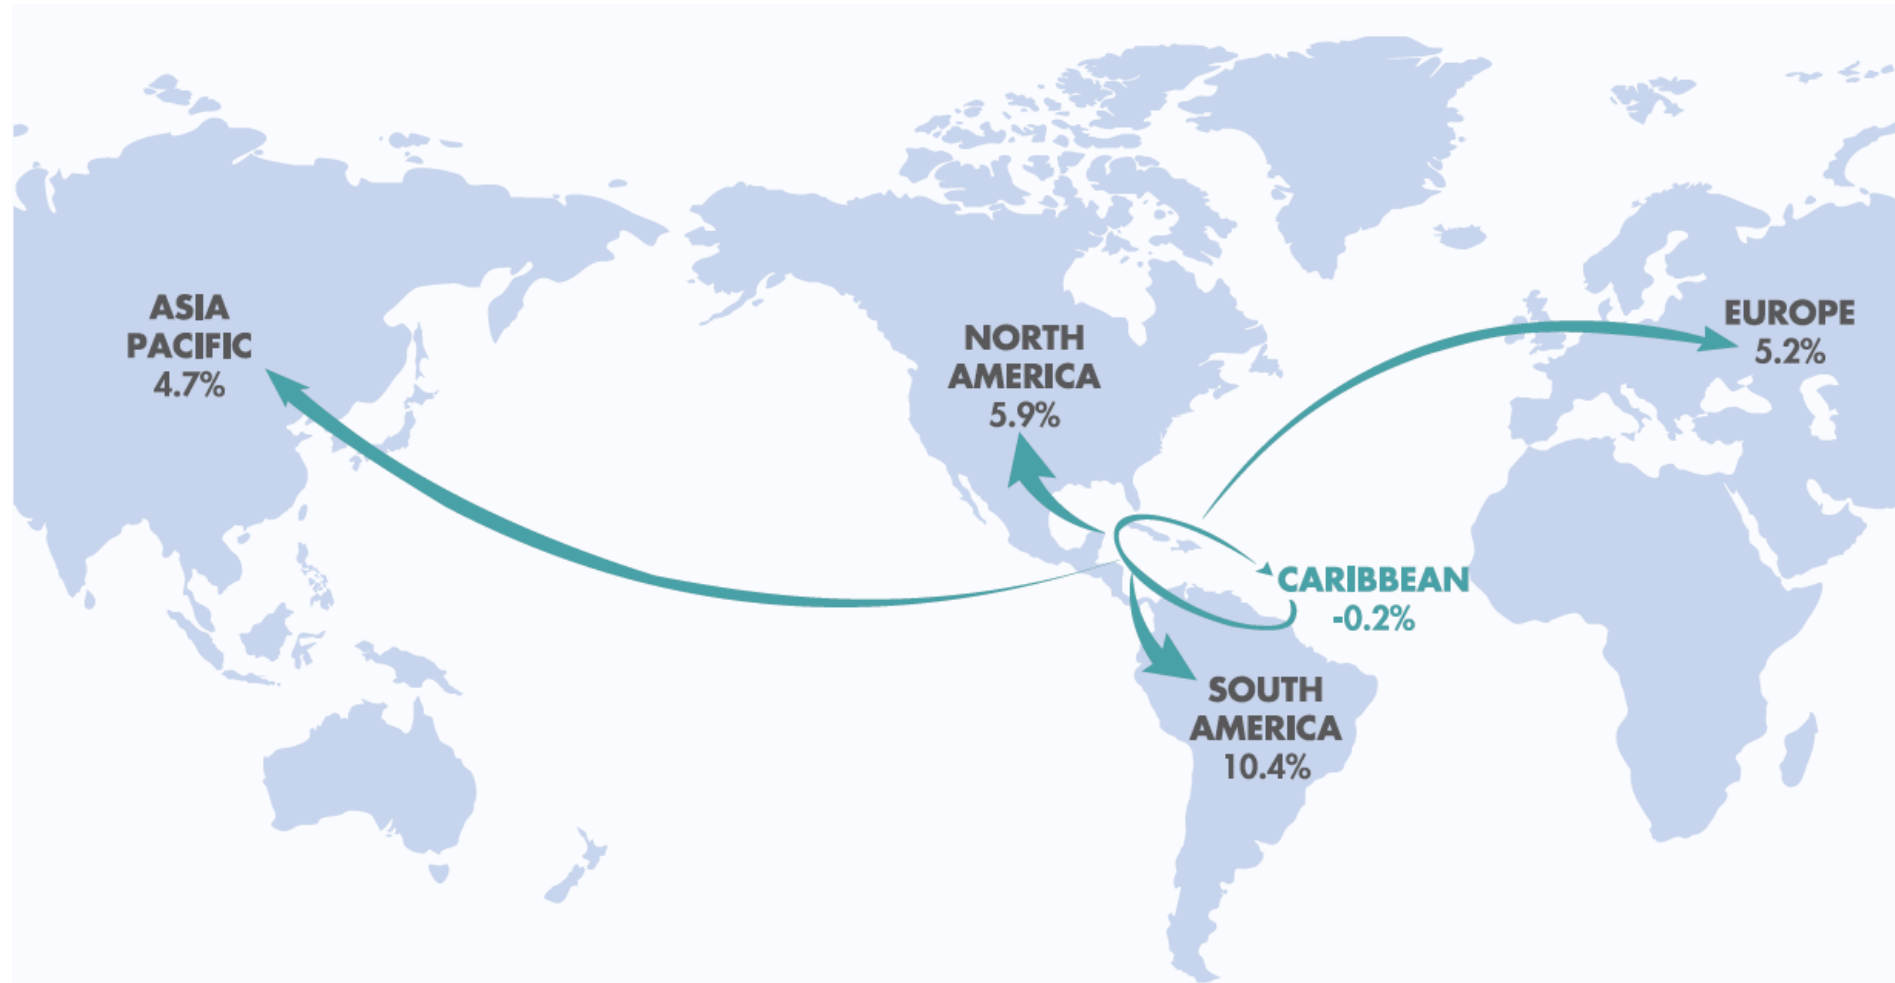 ASIA
PACIFIC
4.7%
NORTH
AMERICA
5.9%
EUROPE
5.2%
CARIBBEAN
-0.2%
SOUTH
AMERICA
10.4%